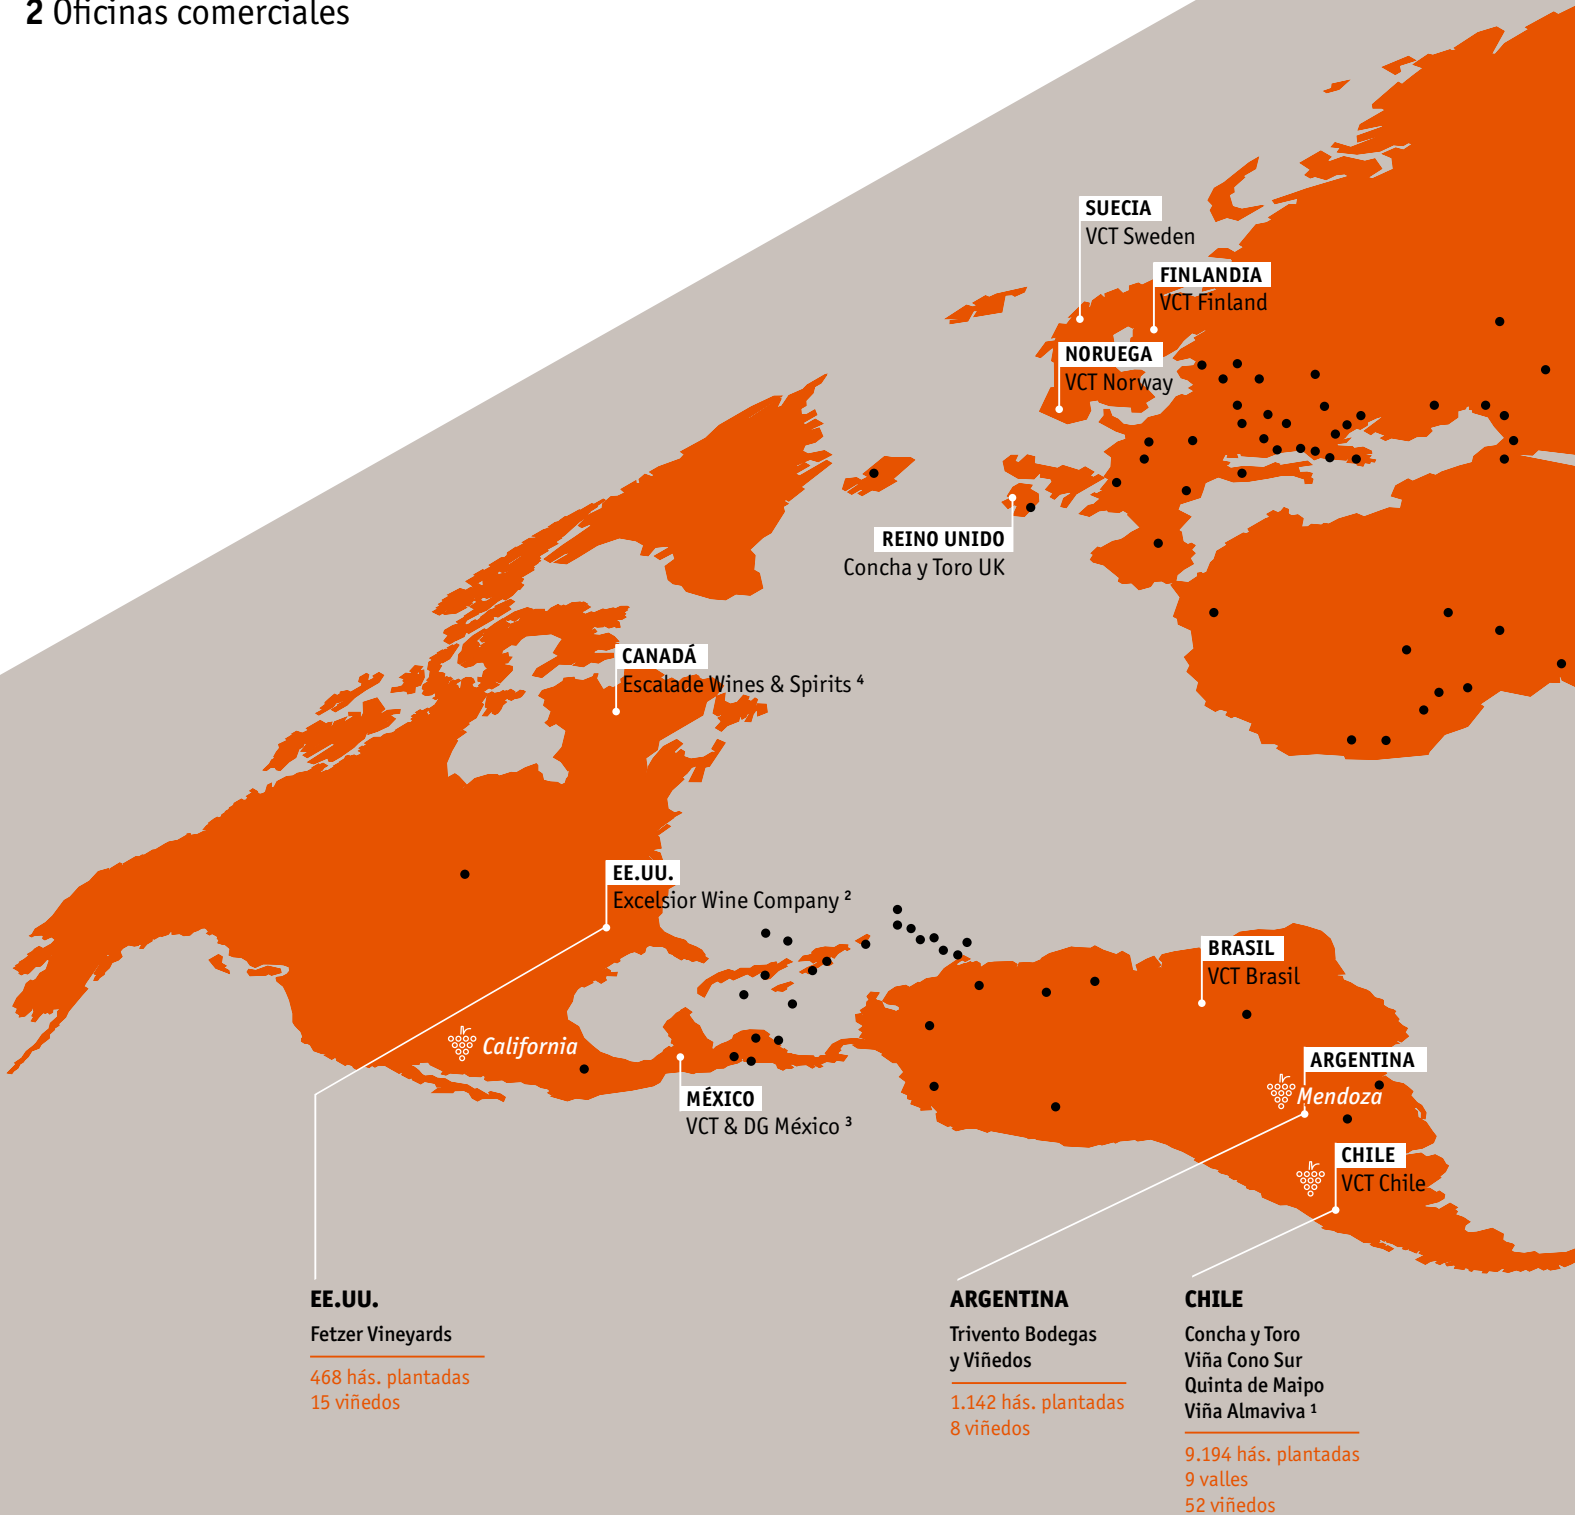 2 Oficinas comerciales
SUECIA
VCT Sweden
FINLANDIA
VCT Finland
NORUEGA
VCT Norway
REINO UNIDO
Concha y Toro UK
CANADÁ
Escalade Wines & Spirits ⁴
EE.UU.
Excelsior Wine Company ²
BRASIL
VCT Brasil
California
ARGENTINA
Mendoza
MÉXICO
VCT & DG México ³
CHILE
VCT Chile
EE.UU.
Fetzer Vineyards
468 hás. plantadas
15 viñedos
ARGENTINA
Trivento Bodegas
y Viñedos
1.142 hás. plantadas
8 viñedos
CHILE
Concha y Toro
Viña Cono Sur
Quinta de Maipo
Viña Almaviva ¹
9.194 hás. plantadas
9 valles
52 viñedos